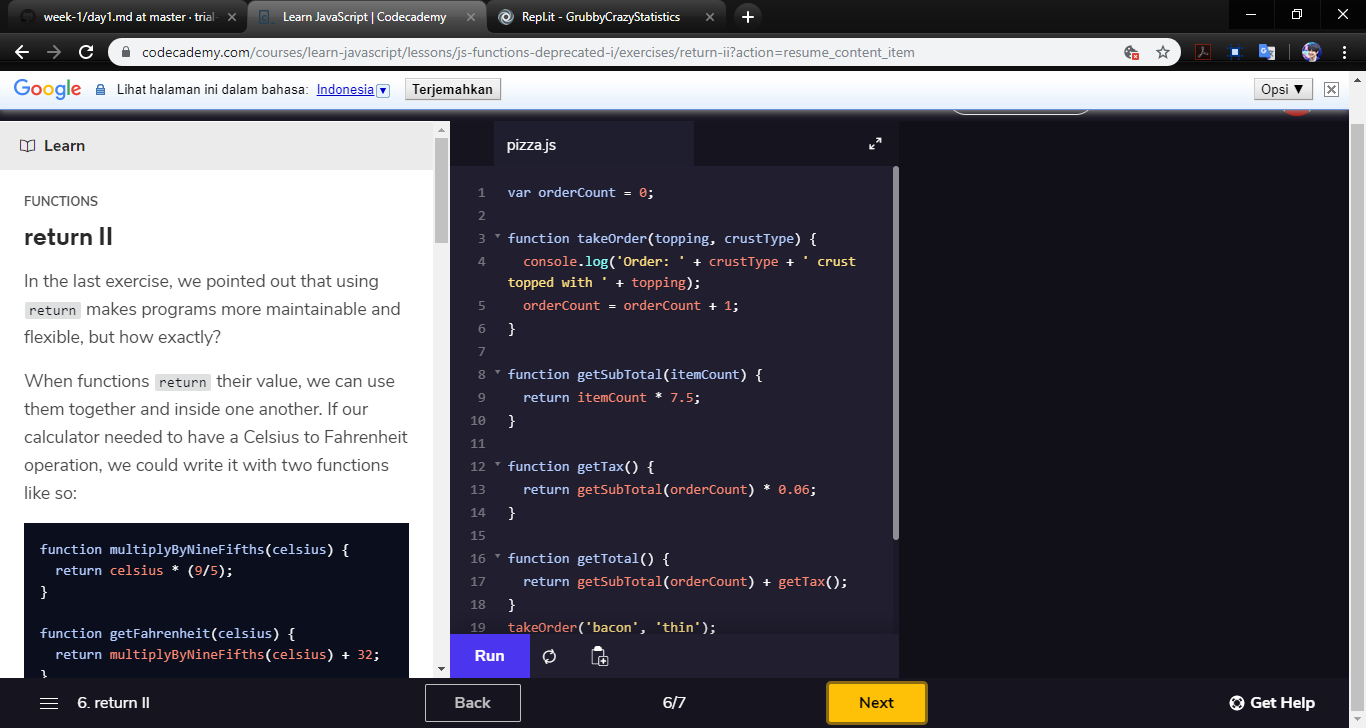 week-1/day1.md at master · trial-
Learn JavaScript | Codecademy
Repl.it - GrubbyCrazyStatistics
codecademy.com/courses/learn-javascript/lessons/js-functions-deprecated-i/exercises/return-ii?action=resume_content_item
Google Lihat halaman ini dalam bahasa: Indonesia Terjemahkan Opsi ▼
Learn
FUNCTIONS
return II
In the last exercise, we pointed out that using
return makes programs more maintainable and
flexible, but how exactly?
When functions return their value, we can use
them together and inside one another. If our
calculator needed to have a Celsius to Fahrenheit
operation, we could write it with two functions
like so:
function multiplyByNineFifths(celsius) {
return celsius * (9/5);
}
function getFahrenheit(celsius) {
return multiplyByNineFifths(celsius) + 32;
}
pizza.js
1 var orderCount = 0;
2
3 function takeOrder(topping, crustType) {
4 console.log('Order: ' + crustType + ' crust
topped with ' + topping);
5 orderCount = orderCount + 1;
6 }
7
8 function getSubTotal(itemCount) {
9 return itemCount * 7.5;
10 }
11
12 function getTax() {
13 return getSubTotal(orderCount) * 0.06;
14 }
15
16 function getTotal() {
17 return getSubTotal(orderCount) + getTax();
18 }
19 takeOrder('bacon', 'thin');
Run
6. return II
Back
6/7
Next
Get Help